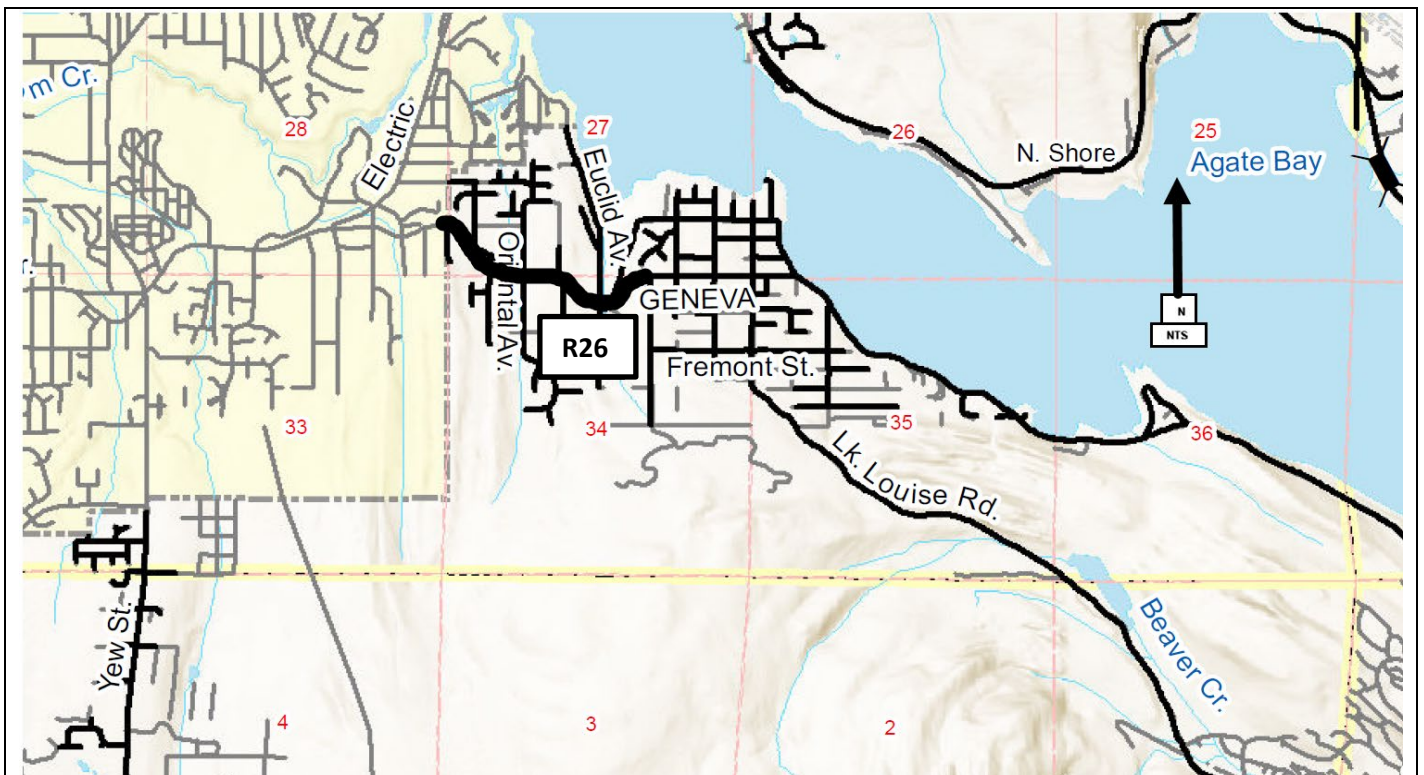 m Cr.
28
Electric.
27
Euclid Av.
26
N. Shore
25
Agate Bay
r.
Oriental Av.
GENEVA
N
NTS
R26
Fremont St.
33
34
35
36
Lk. Louise Rd.
Yew St.
Beaver Cr.
4
3
2